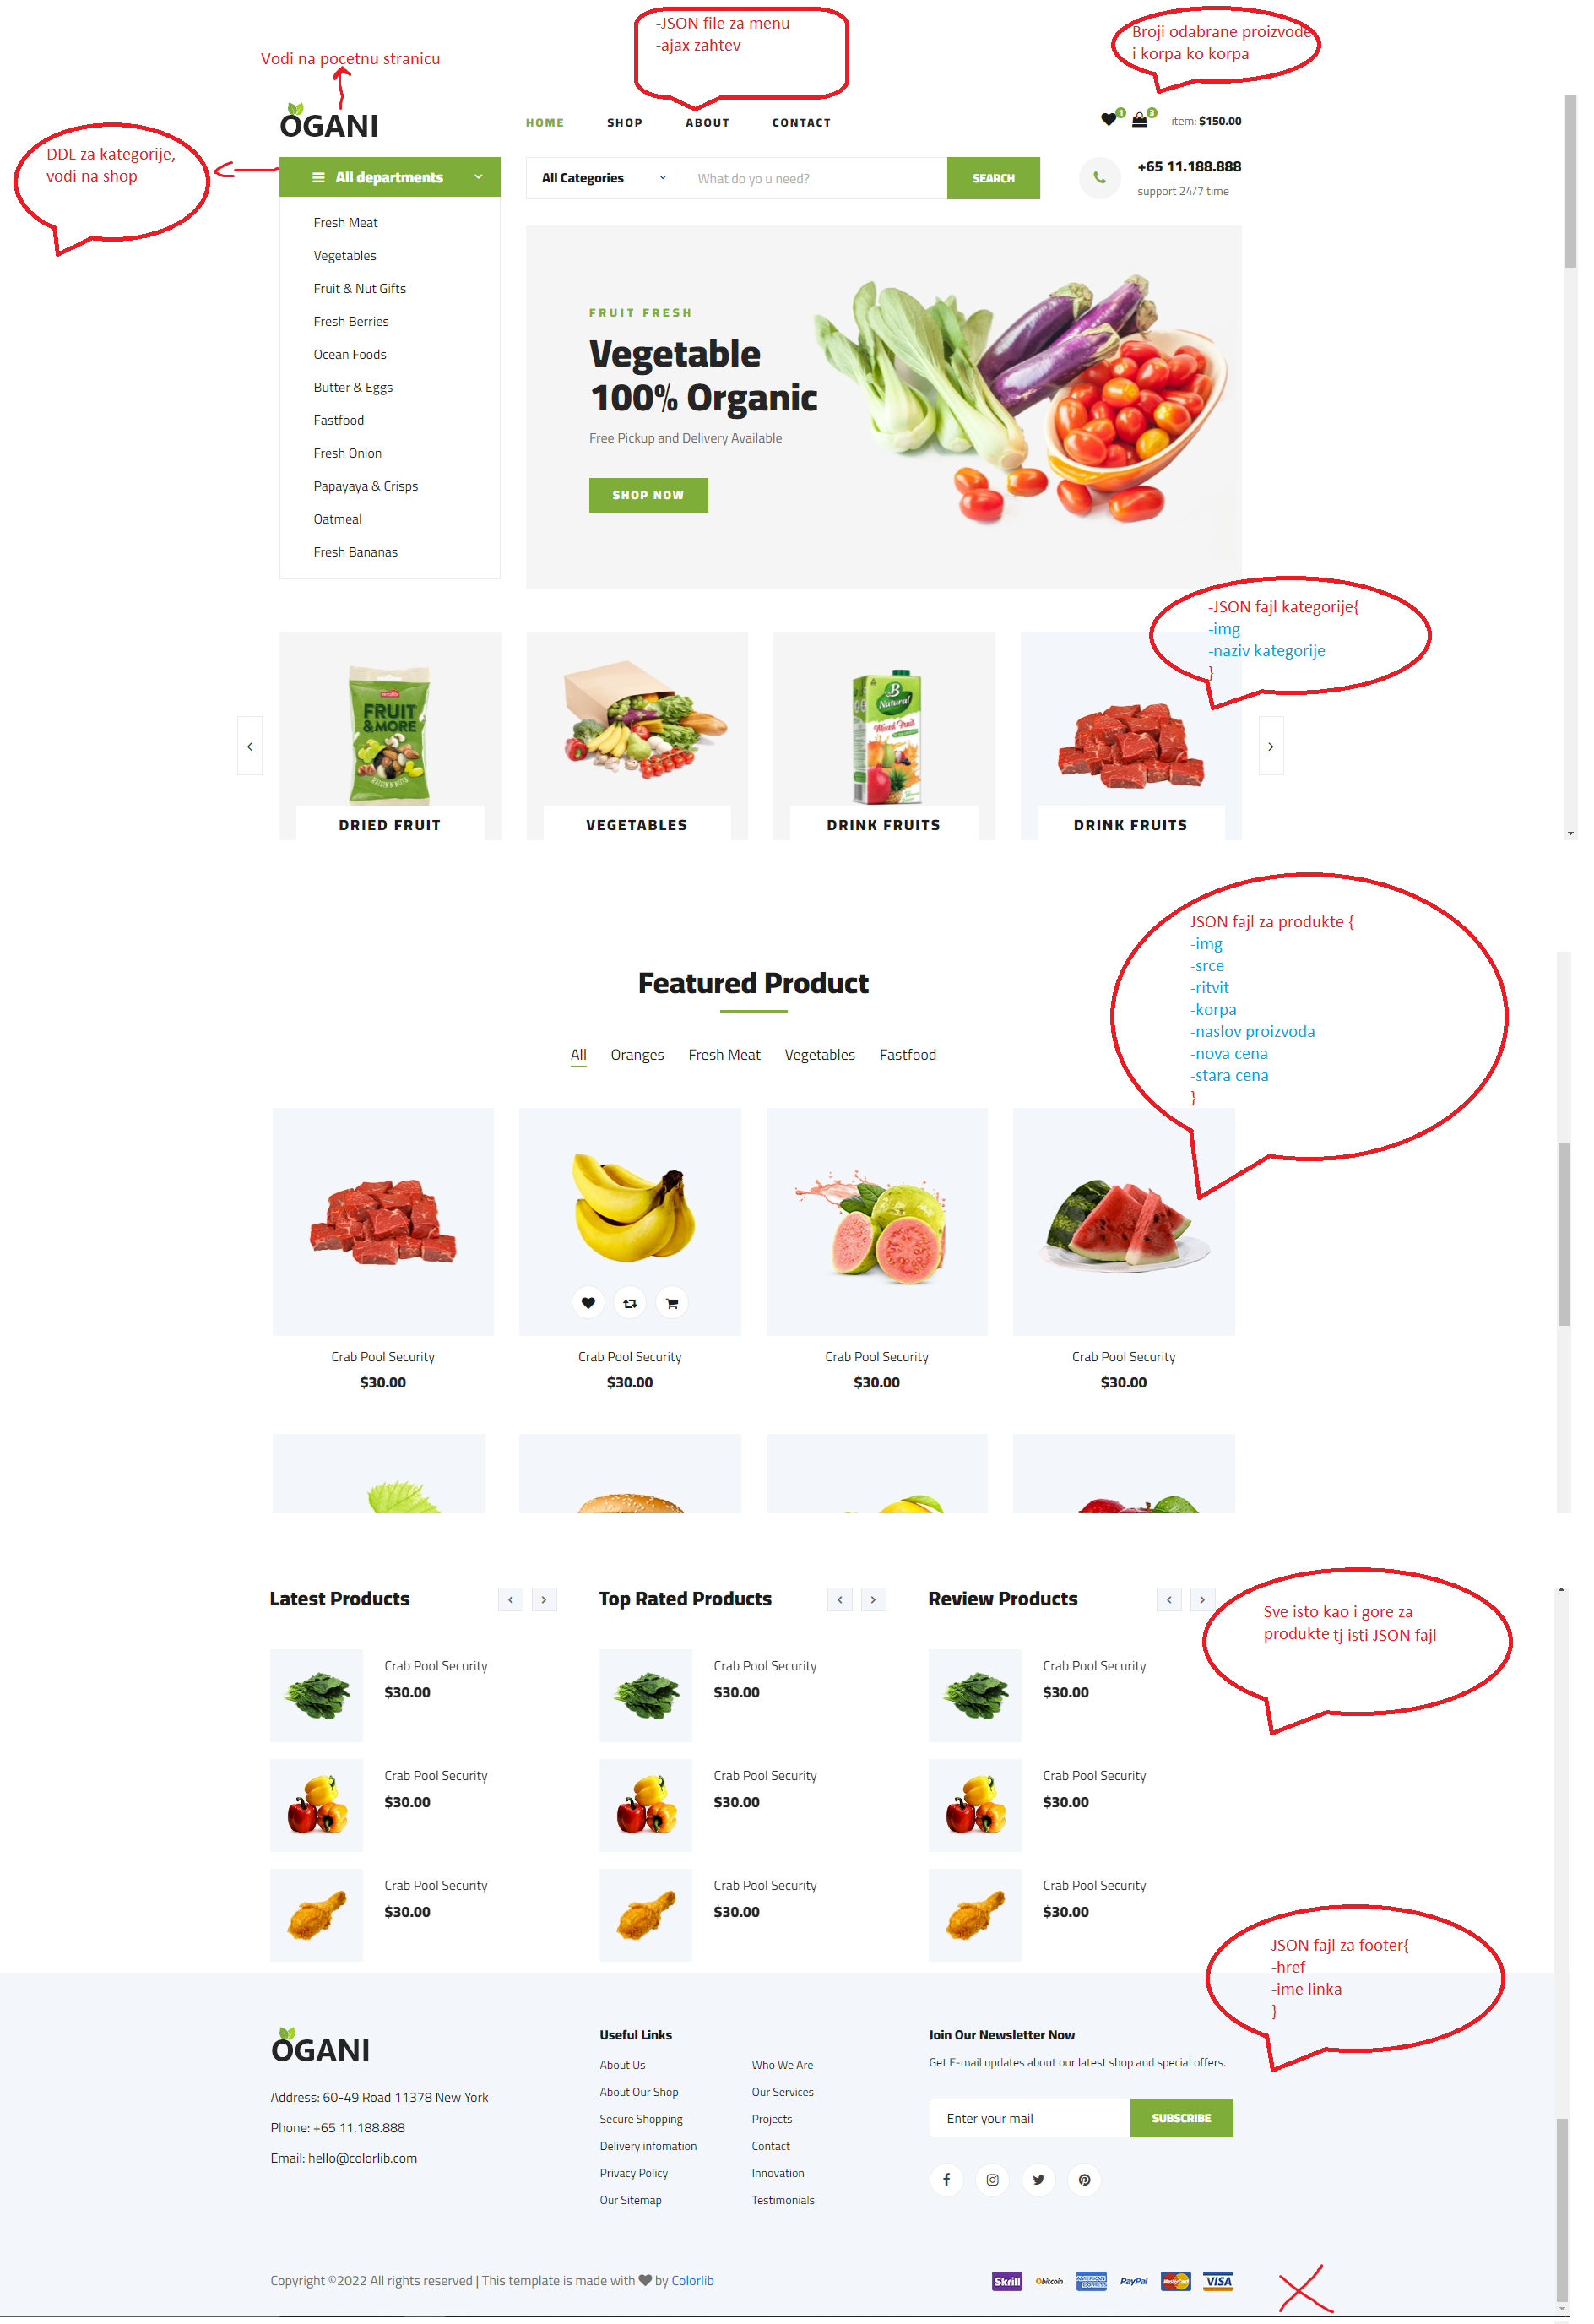 -JSON file za menu
-ajax zahtev
Broji odabrane proizvode
i korpa ko korpa
Vodi na pocetnu stranicu
OGANI
HOME SHOP ABOUT CONTACT
1 3 item: $150.00
DDL za kategorije,
vodi na shop
All departments
All Categories What do yo u need? SEARCH
+65 11.188.888
support 24/7 time
Fresh Meat
Vegetables
Fruit & Nut Gifts
Fresh Berries
Ocean Foods
Butter & Eggs
Fastfood
Fresh Onion
Papayaya & Crisps
Oatmeal
Fresh Bananas
FRUIT FRESH
Vegetable
100% Organic
Free Pickup and Delivery Available
SHOP NOW
-JSON fajl kategorije{
-img
-naziv kategorije
}
FRUIT
&MORE
B
Natural
Mixed Fruit
DRIED FRUIT VEGETABLES DRINK FRUITS DRINK FRUITS
JSON fajl za produkte {
-img
-srce
-ritvit
-korpa
-naslov proizvoda
-nova cena
-stara cena
}
Featured Product
All Oranges Fresh Meat Vegetables Fastfood
Crab Pool Security Crab Pool Security Crab Pool Security Crab Pool Security
$30.00 $30.00 $30.00 $30.00
Latest Products Top Rated Products Review Products
Sve isto kao i gore za
produkte tj isti JSON fajl
Crab Pool Security Crab Pool Security Crab Pool Security
$30.00 $30.00 $30.00
Crab Pool Security Crab Pool Security Crab Pool Security
$30.00 $30.00 $30.00
Crab Pool Security Crab Pool Security Crab Pool Security
$30.00 $30.00 $30.00
JSON fajl za footer{
-href
-ime linka
}
OGANI
Address: 60-49 Road 11378 New York
Phone: +65 11.188.888
Email: hello@colorlib.com
Useful Links
About Us Who We Are
About Our Shop Our Services
Secure Shopping Projects
Delivery infomation Contact
Privacy Policy Innovation
Our Sitemap Testimonials
Join Our Newsletter Now
Get E-mail updates about our latest shop and special offers.
Enter your mail SUBSCRIBE
Copyright ©2022 All rights reserved | This template is made with by Colorlib
Skrill bitcoin AMERICAN EXPRESS PayPal MasterCard VISA